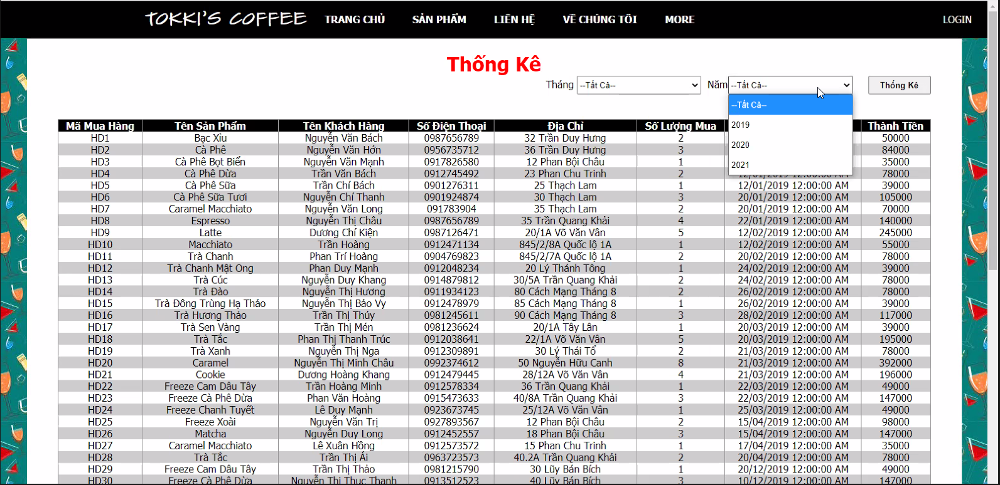 TOKKI'S COFFEE TRANG CHỦ SẢN PHẨM LIÊN HỆ VỀ CHÚNG TÔI MORE LOGIN
Thống Kê
Tháng --Tất Cả-- Năm --Tất Cả-- Thống Kê
--Tất Cả--
2019
2020
2021
Mã Mua Hàng Tên Sản Phẩm Tên Khách Hàng Số Điện Thoại Địa Chỉ Số Lượng Mua Thành Tiền
HD1 Bạc Xỉu Nguyễn Văn Bách 0987656789 32 Trần Duy Hưng 2 50000
HD2 Cà Phê Nguyễn Văn Hớn 0956735712 36 Trần Duy Hưng 3 84000
HD3 Cà Phê Bọt Biển Nguyễn Văn Mạnh 0917826580 12 Phan Bội Châu 1 35000
HD4 Cà Phê Dừa Trần Văn Bách 0912745492 23 Phan Chu Trinh 2 12/01/2019 12:00:00 AM 78000
HD5 Cà Phê Sữa Trần Chí Bách 0901276311 25 Thạch Lam 1 12/01/2019 12:00:00 AM 39000
HD6 Cà Phê Sữa Tươi Nguyễn Chí Thanh 0901924874 30 Thạch Lam 3 20/01/2019 12:00:00 AM 105000
HD7 Caramel Macchiato Nguyễn Văn Long 091783904 35 Thạch Lam 2 20/01/2019 12:00:00 AM 70000
HD8 Espresso Nguyễn Thị Châu 0987656789 35 Trần Quang Khải 4 22/01/2019 12:00:00 AM 140000
HD9 Latte Dương Chí Kiện 0987126471 20/1A Võ Văn Vân 5 12/02/2019 12:00:00 AM 245000
HD10 Macchiato Trần Hoàng 0912471134 845/2/8A Quốc lộ 1A 1 12/02/2019 12:00:00 AM 55000
HD11 Trà Chanh Phan Trí Hoàng 0904769823 845/2/7A Quốc lộ 1A 2 20/02/2019 12:00:00 AM 78000
HD12 Trà Chanh Mật Ong Phan Duy Mạnh 0912048234 20 Lý Thánh Tông 1 24/02/2019 12:00:00 AM 39000
HD13 Trà Cúc Nguyễn Duy Khang 0914879812 30/5A Trần Quang Khải 2 24/02/2019 12:00:00 AM 78000
HD14 Trà Đào Nguyễn Thị Hương 0911934123 80 Cách Mạng Tháng 8 2 26/02/2019 12:00:00 AM 78000
HD15 Trà Đông Trùng Hạ Thảo Nguyễn Thị Bảo Vy 0912478979 85 Cách Mạng Tháng 8 1 26/02/2019 12:00:00 AM 39000
HD16 Trà Hương Thảo Trần Thị Thúy 0981245611 90 Cách Mạng Tháng 8 3 28/02/2019 12:00:00 AM 117000
HD17 Trà Sen Vàng Trần Thị Mén 0981236624 20/1A Tây Lân 1 20/03/2019 12:00:00 AM 39000
HD18 Trà Tắc Phan Thị Thanh Trúc 0912038641 22/1A Võ Văn Vân 5 20/03/2019 12:00:00 AM 195000
HD19 Trà Xanh Nguyễn Thị Nga 0912309891 30 Lý Thái Tổ 2 21/03/2019 12:00:00 AM 78000
HD20 Caramel Nguyễn Thị Minh Châu 0992374612 50 Nguyễn Hữu Canh 8 21/03/2019 12:00:00 AM 392000
HD21 Cookie Dương Hoàng Khang 0912479445 28/12A Võ Văn Vân 4 21/03/2019 12:00:00 AM 196000
HD22 Freeze Cam Dâu Tây Trần Hoàng Minh 0912578334 36 Trần Quang Khải 1 22/03/2019 12:00:00 AM 49000
HD23 Freeze Cà Phê Dừa Phan Văn Hoàng 0915473633 40/8A Trần Quang Khải 3 22/03/2019 12:00:00 AM 147000
HD24 Freeze Chanh Tuyết Lê Duy Mạnh 0923673745 25/12A Võ Văn Vân 1 25/03/2019 12:00:00 AM 49000
HD25 Freeze Xoài Nguyễn Văn Trị 0927893567 12 Phan Bội Châu 2 15/04/2019 12:00:00 AM 98000
HD26 Matcha Nguyễn Duy Long 0912452557 18 Phan Bội Châu 3 15/04/2019 12:00:00 AM 147000
HD27 Caramel Macchiato Lê Xuân Hồng 0912573572 15 Phan Chu Trinh 1 17/04/2019 12:00:00 AM 35000
HD28 Trà Tắc Trần Thị Ái 0963723573 40.2A Trần Quang Khải 2 20/04/2019 12:00:00 AM 78000
HD29 Freeze Cam Dâu Tây Trần Thị Thảo 0981215790 30 Lũy Bán Bích 1 20/12/2019 12:00:00 AM 49000
HD30 Freeze Cà Phê Dừa Nguyễn Thị Thục Thanh 0913512523 40 Lũy Bán Bích 3 10/12/2019 12:00:00 AM 147000